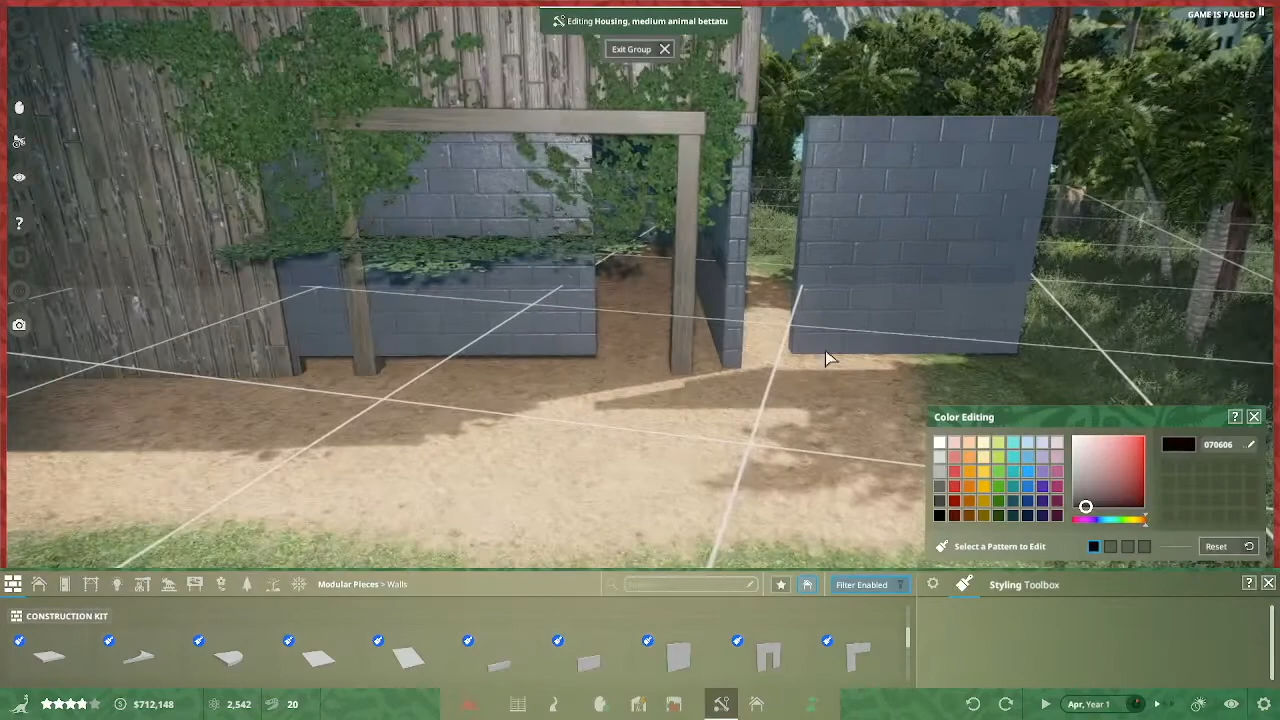 Editing Housing, medium animal bettatu
GAME IS PAUSED
Exit Group
?
Color Editing
?
070606
Select a Pattern to Edit
Reset
Modular Pieces > Walls
Filter Enabled
Styling Toolbox
?
CONSTRUCTION KIT
$712,148
2,542
20
Apr, Year 1